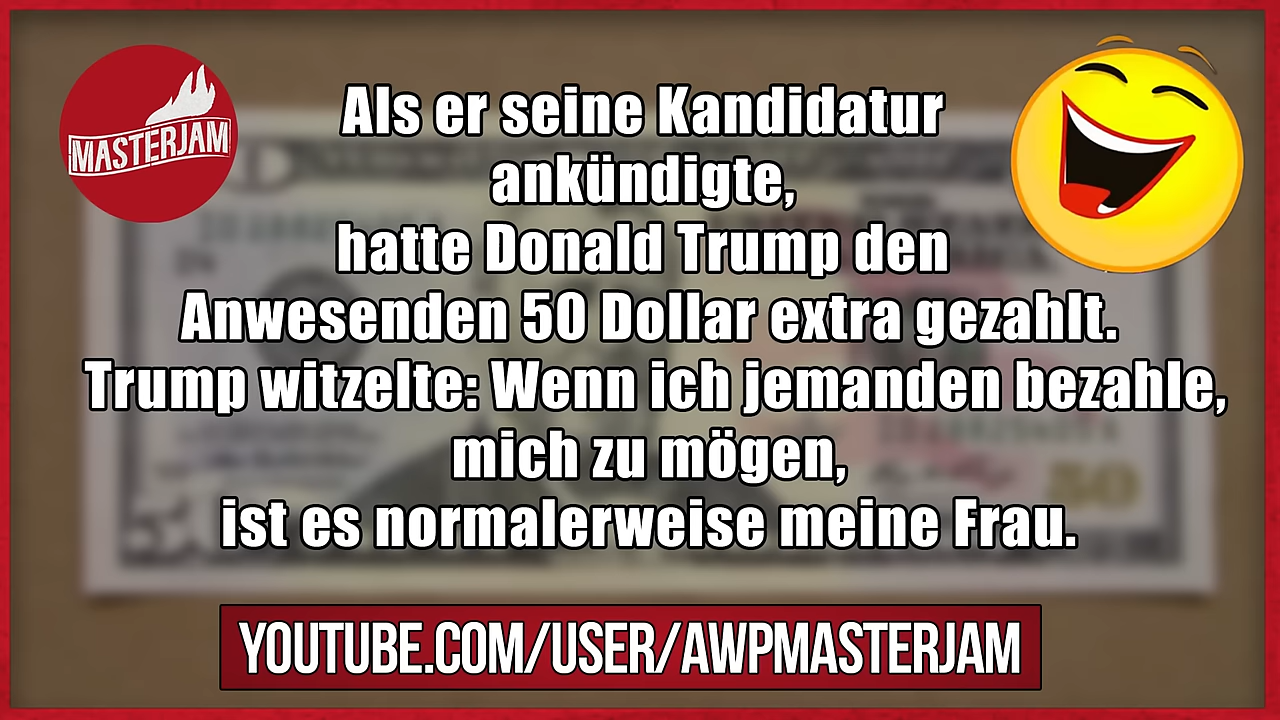 MASTERJAM
Als er seine Kandidatur
ankündigte,
hatte Donald Trump den
Anwesenden 50 Dollar extra gezahlt.
Trump witzelte: Wenn ich jemanden bezahle,
mich zu mögen,
ist es normalerweise meine Frau.
50
YOUTUBE.COM/USER/AWPMASTERJAM